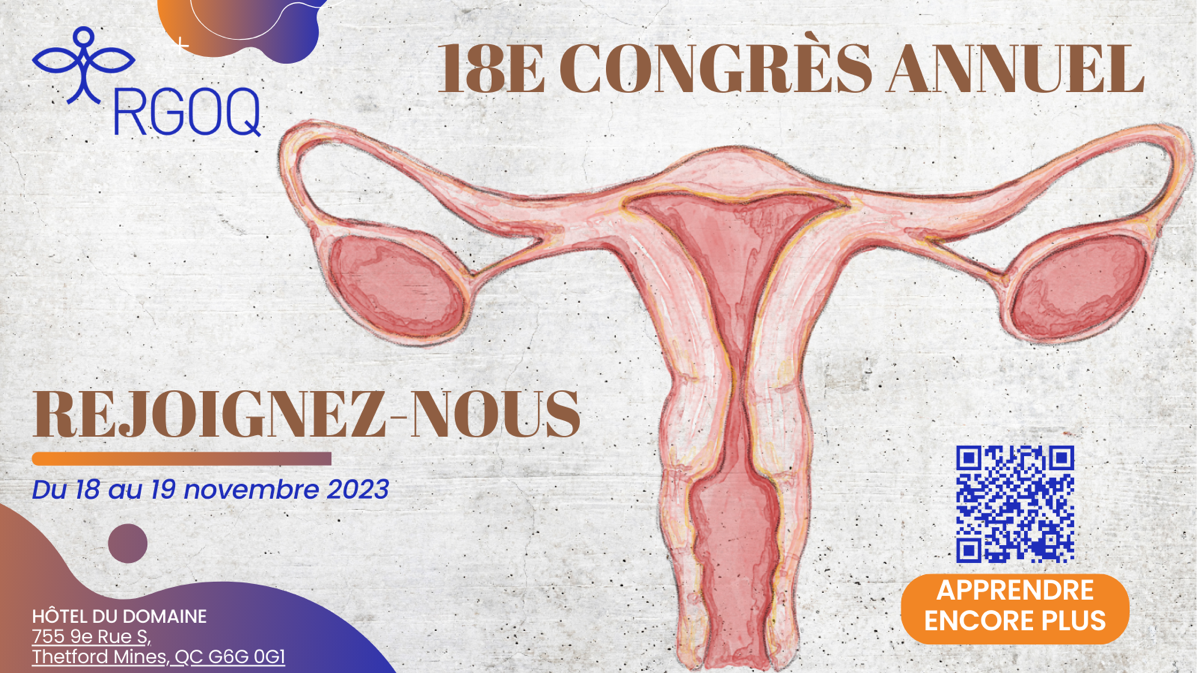 RGOQ
18E CONGRÈS ANNUEL
REJOIGNEZ-NOUS
Du 18 au 19 novembre 2023
HÔTEL DU DOMAINE
755 9e Rue S,
Thetford Mines, QC G6G 0G1
APPRENDRE
ENCORE PLUS